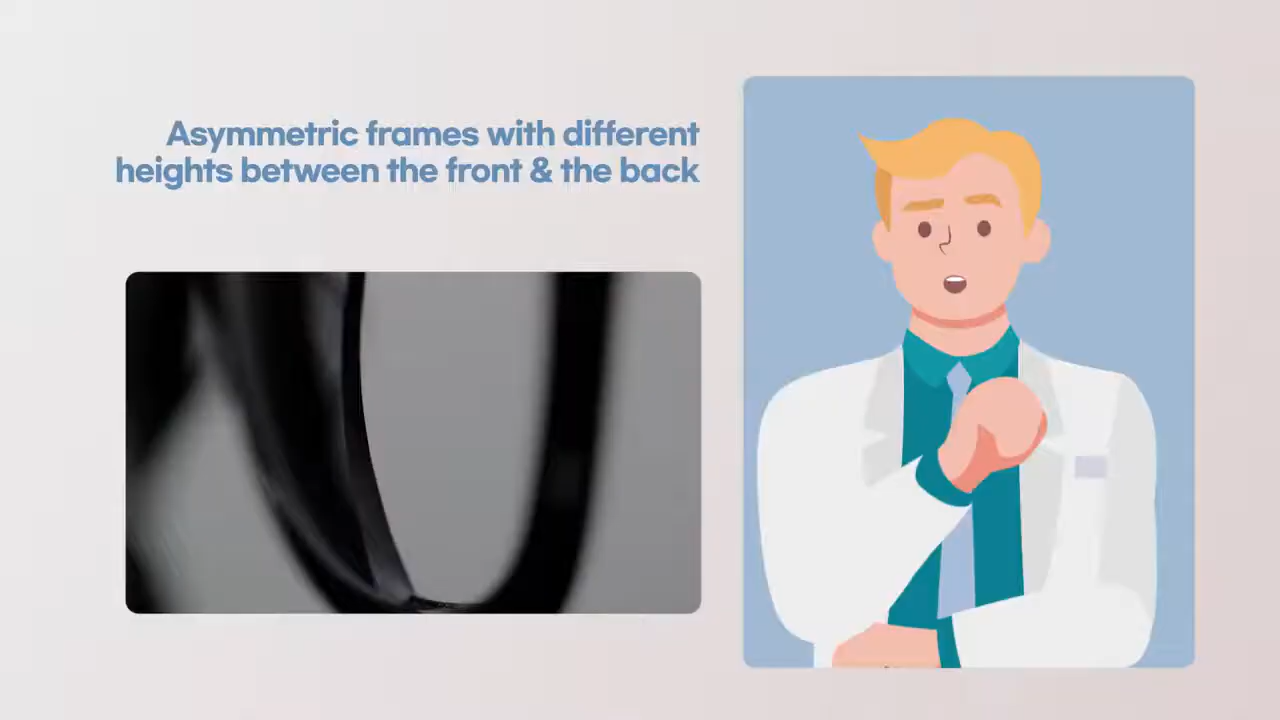 Asymmetric frames with different
heights between the front & the back